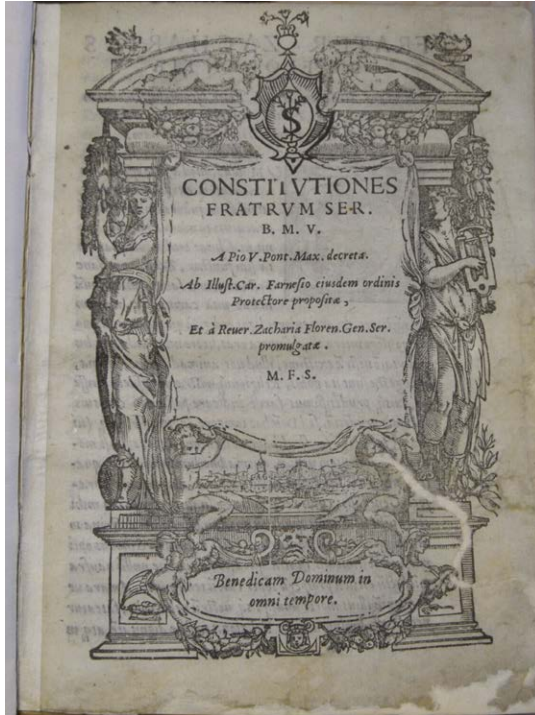 S
CONSTITVTIONES
FRATRVM SER.
B. M. V.
A Pio V. Pont. Max. decretæ.
Ab Illust. Car. Farnesio eiusdem ordinis
Protectore propositæ,
Et à Reuer. Zacharia Floren. Gen. Ser.
promulgatæ.
M. F. S.
Benedicam Dominum in
omni tempore.